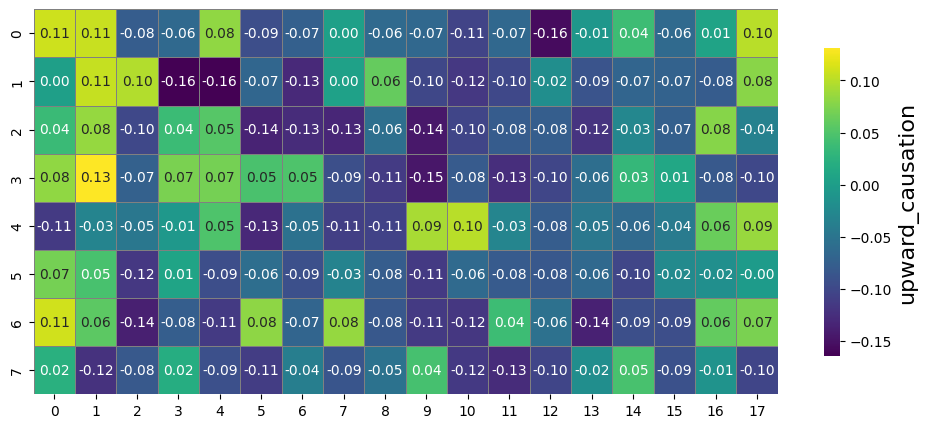 0 0.11 0.11 -0.08 -0.06 0.08 -0.09 -0.07 0.00 -0.06 -0.07 -0.11 -0.07 -0.16 -0.01 0.04 -0.06 0.01 0.10
1 0.00 0.11 0.10 -0.16 -0.16 -0.07 -0.13 0.00 0.06 -0.10 -0.12 -0.10 -0.02 -0.09 -0.07 -0.07 -0.08 0.08
2 0.04 0.08 -0.10 0.04 0.05 -0.14 -0.13 -0.13 -0.06 -0.14 -0.10 -0.08 -0.08 -0.12 -0.03 -0.07 0.08 -0.04
3 0.08 0.13 -0.07 0.07 0.07 0.05 0.05 -0.09 -0.11 -0.15 -0.08 -0.13 -0.10 -0.06 0.03 0.01 -0.08 -0.10
4 -0.11 -0.03 -0.05 -0.01 0.05 -0.13 -0.05 -0.11 -0.11 0.09 0.10 -0.03 -0.08 -0.05 -0.06 -0.04 0.06 0.09
5 0.07 0.05 -0.12 0.01 -0.09 -0.06 -0.09 -0.03 -0.08 -0.11 -0.06 -0.08 -0.08 -0.06 -0.10 -0.02 -0.02 -0.00
6 0.11 0.06 -0.14 -0.08 -0.11 0.08 -0.07 0.08 -0.08 -0.11 -0.12 0.04 -0.06 -0.14 -0.09 -0.09 0.06 0.07
7 0.02 -0.12 -0.08 0.02 -0.09 -0.11 -0.04 -0.09 -0.05 0.04 -0.12 -0.13 -0.10 -0.02 0.05 -0.09 -0.01 -0.10
0 1 2 3 4 5 6 7 8 9 10 11 12 13 14 15 16 17
0.10
0.05
0.00
−0.05
−0.10
−0.15
upward_causation